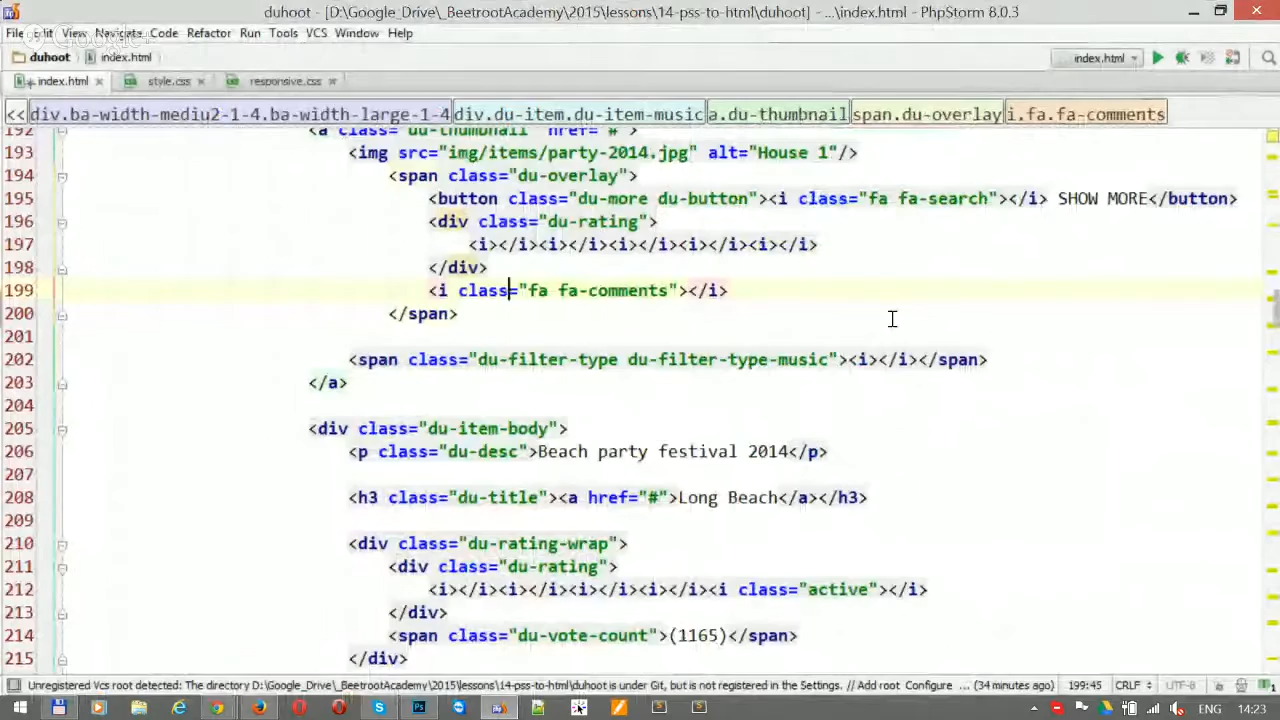 duhoot - [D:\Google_Drive\_BeetrootAcademy\2015\lessons\14-pss-to-html\duhoot] - ...\index.html - PhpStorm 8.0.3
File Edit View Navigate Code Refactor Run Tools VCS Window Help
duhoot index.html index.html
index.html style.css responsive.css
<< div.ba-width-mediu2-1-4.ba-width-large-1-4 div.du-item.du-item-music a.du-thumbnail span.du-overlay i.fa.fa-comments
192 <a class="du-thumbnail" href="#">
193 <img src="img/items/party-2014.jpg" alt="House 1"/>
194 <span class="du-overlay">
195 <button class="du-more du-button"><i class="fa fa-search"></i> SHOW MORE</button>
196 <div class="du-rating">
197 <i></i><i></i><i></i><i></i><i></i>
198 </div>
199 <i class="fa fa-comments"></i>
200 </span>
201
202 <span class="du-filter-type du-filter-type-music"><i></i></span>
203 </a>
204
205 <div class="du-item-body">
206 <p class="du-desc">Beach party festival 2014</p>
207
208 <h3 class="du-title"><a href="#">Long Beach</a></h3>
209
210 <div class="du-rating-wrap">
211 <div class="du-rating">
212 <i></i><i></i><i></i><i></i><i class="active"></i>
213 </div>
214 <span class="du-vote-count">(1165)</span>
215 </div>
Unregistered Vcs root detected: The directory D:\Google_Drive\_BeetrootAcademy\2015\lessons\14-pss-to-html\duhoot is under Git, but is not registered in the Settings. // Add root Configure ... (34 minutes ago) 199:45 CRLF UTF-8
ENG 14:23